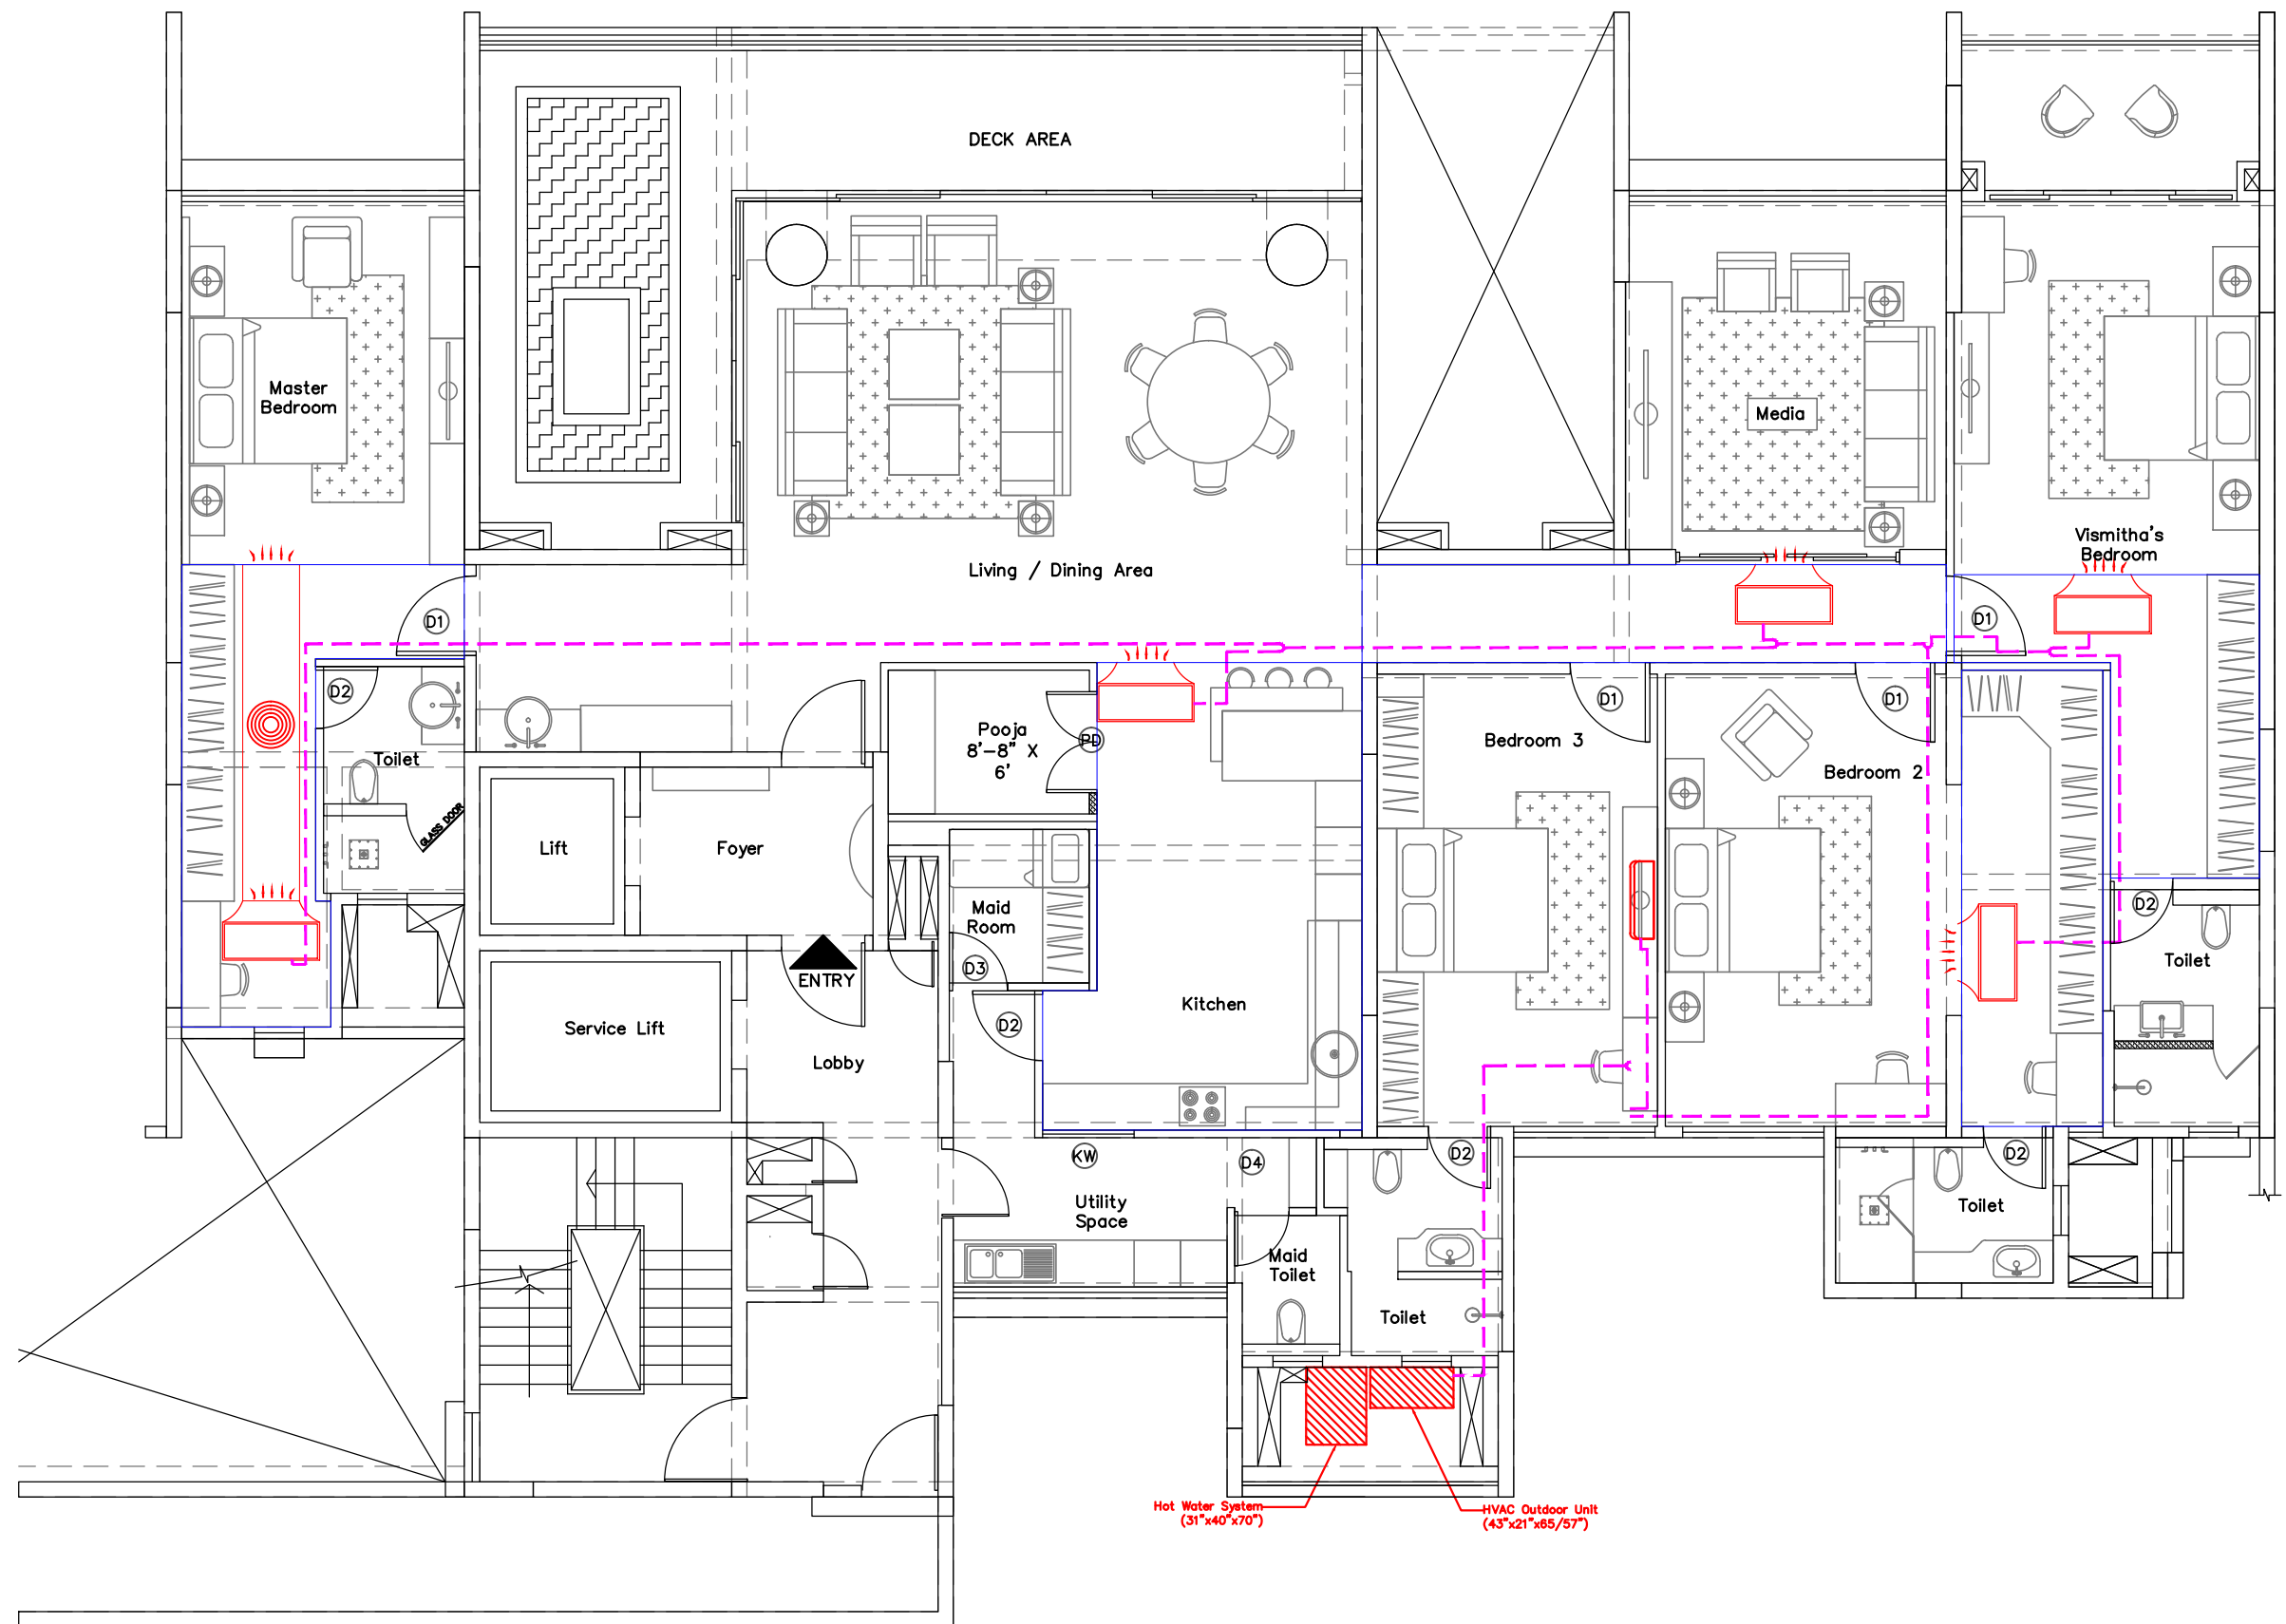 DECK AREA
Master
Bedroom
Media
Vismitha's
Bedroom
Living / Dining Area
D1
D1
D2
D1
D1
Pooja
8'-8" X
6'
PD
Bedroom 3
Bedroom 2
Toilet
GLASS DOOR
Lift
Foyer
Maid
Room
D2
D3
ENTRY
Toilet
Kitchen
Service Lift
D2
Lobby
KW
D4
D2
D2
Utility
Space
Toilet
Maid
Toilet
Toilet
Hot Water System
(31"x40"x70")
HVAC Outdoor Unit
(43"x21"x65/57")